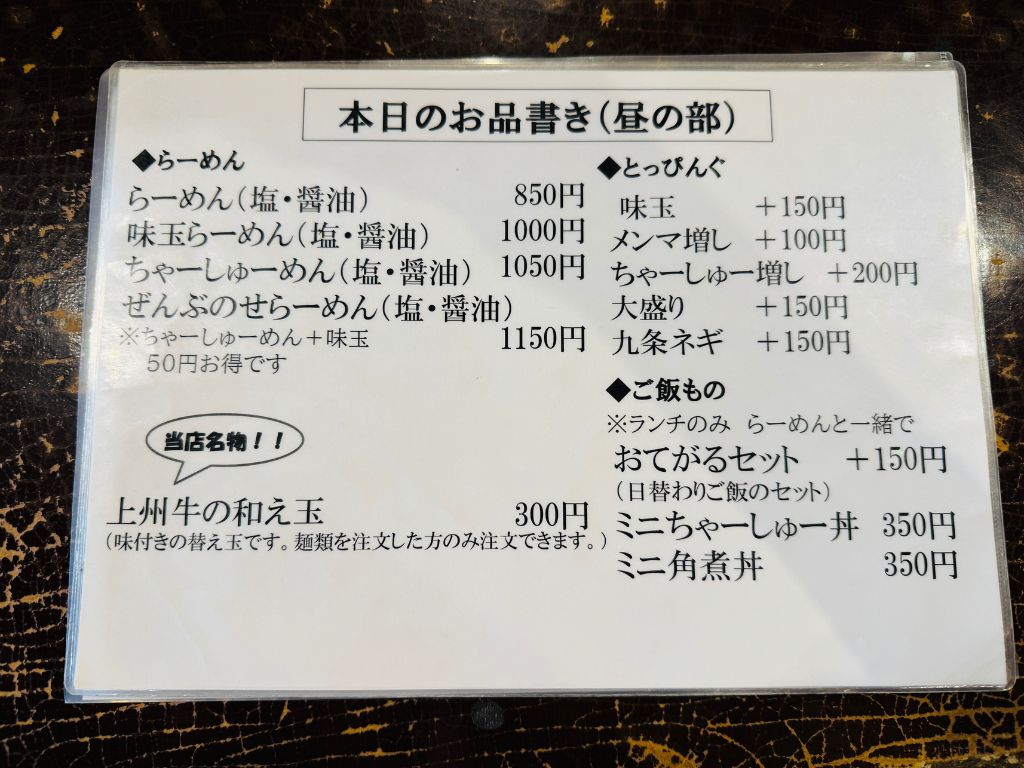 本日のお品書き（昼の部）
◆らーめん
らーめん（塩・醤油） 850円
味玉らーめん（塩・醤油） 1000円
ちゃーしゅーめん（塩・醤油） 1050円
ぜんぶのせらーめん（塩・醤油）
※ちゃーしゅーめん＋味玉 1150円
50円お得です
当店名物！！
上州牛の和え玉 300円
（味付きの替え玉です。麺類を注文した方のみ注文できます。）
◆とっぴんぐ
味玉 ＋150円
メンマ増し ＋100円
ちゃーしゅー増し ＋200円
大盛り ＋150円
九条ネギ ＋150円
◆ご飯もの
※ランチのみ らーめんと一緒で
おてがるセット ＋150円
（日替わりご飯のセット）
ミニちゃーしゅー丼 350円
ミニ角煮丼 350円